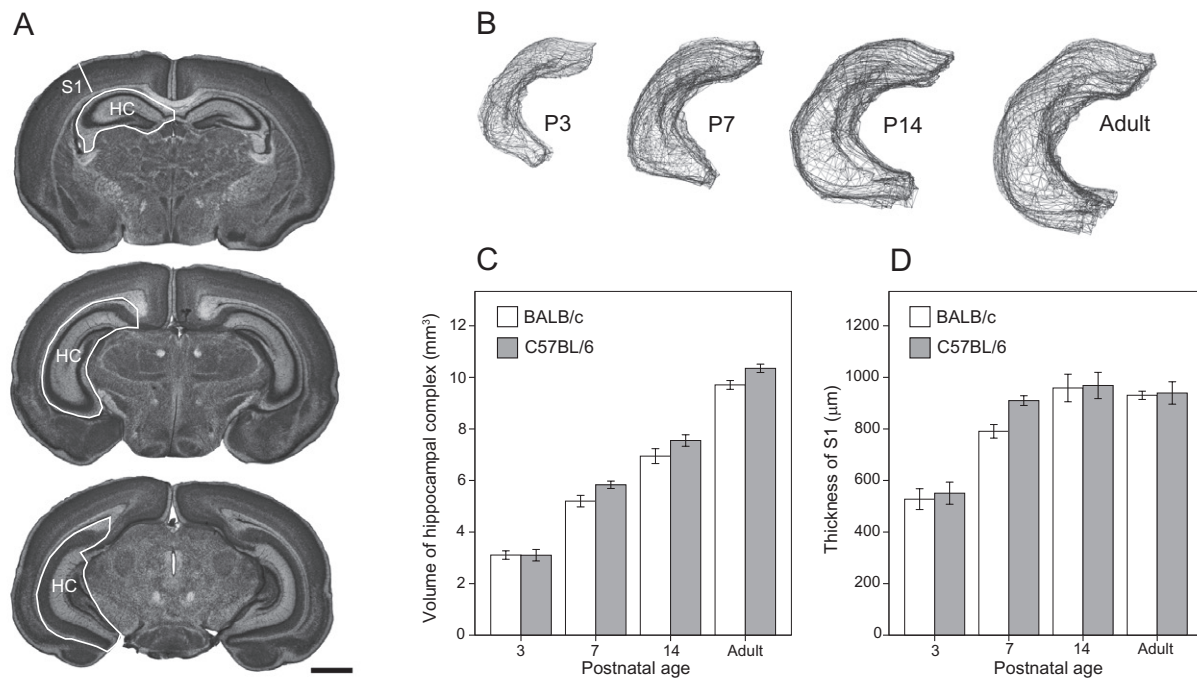 A
S1
HC
HC
HC
B
P3
P7
P14
Adult
C
Volume of hippocampal complex (mm³)
12
10
8
6
4
2
0
BALB/c
C57BL/6
3 7 14 Adult
Postnatal age
D
Thickness of S1 (μm)
1200
1000
800
600
400
200
0
BALB/c
C57BL/6
3 7 14 Adult
Postnatal age